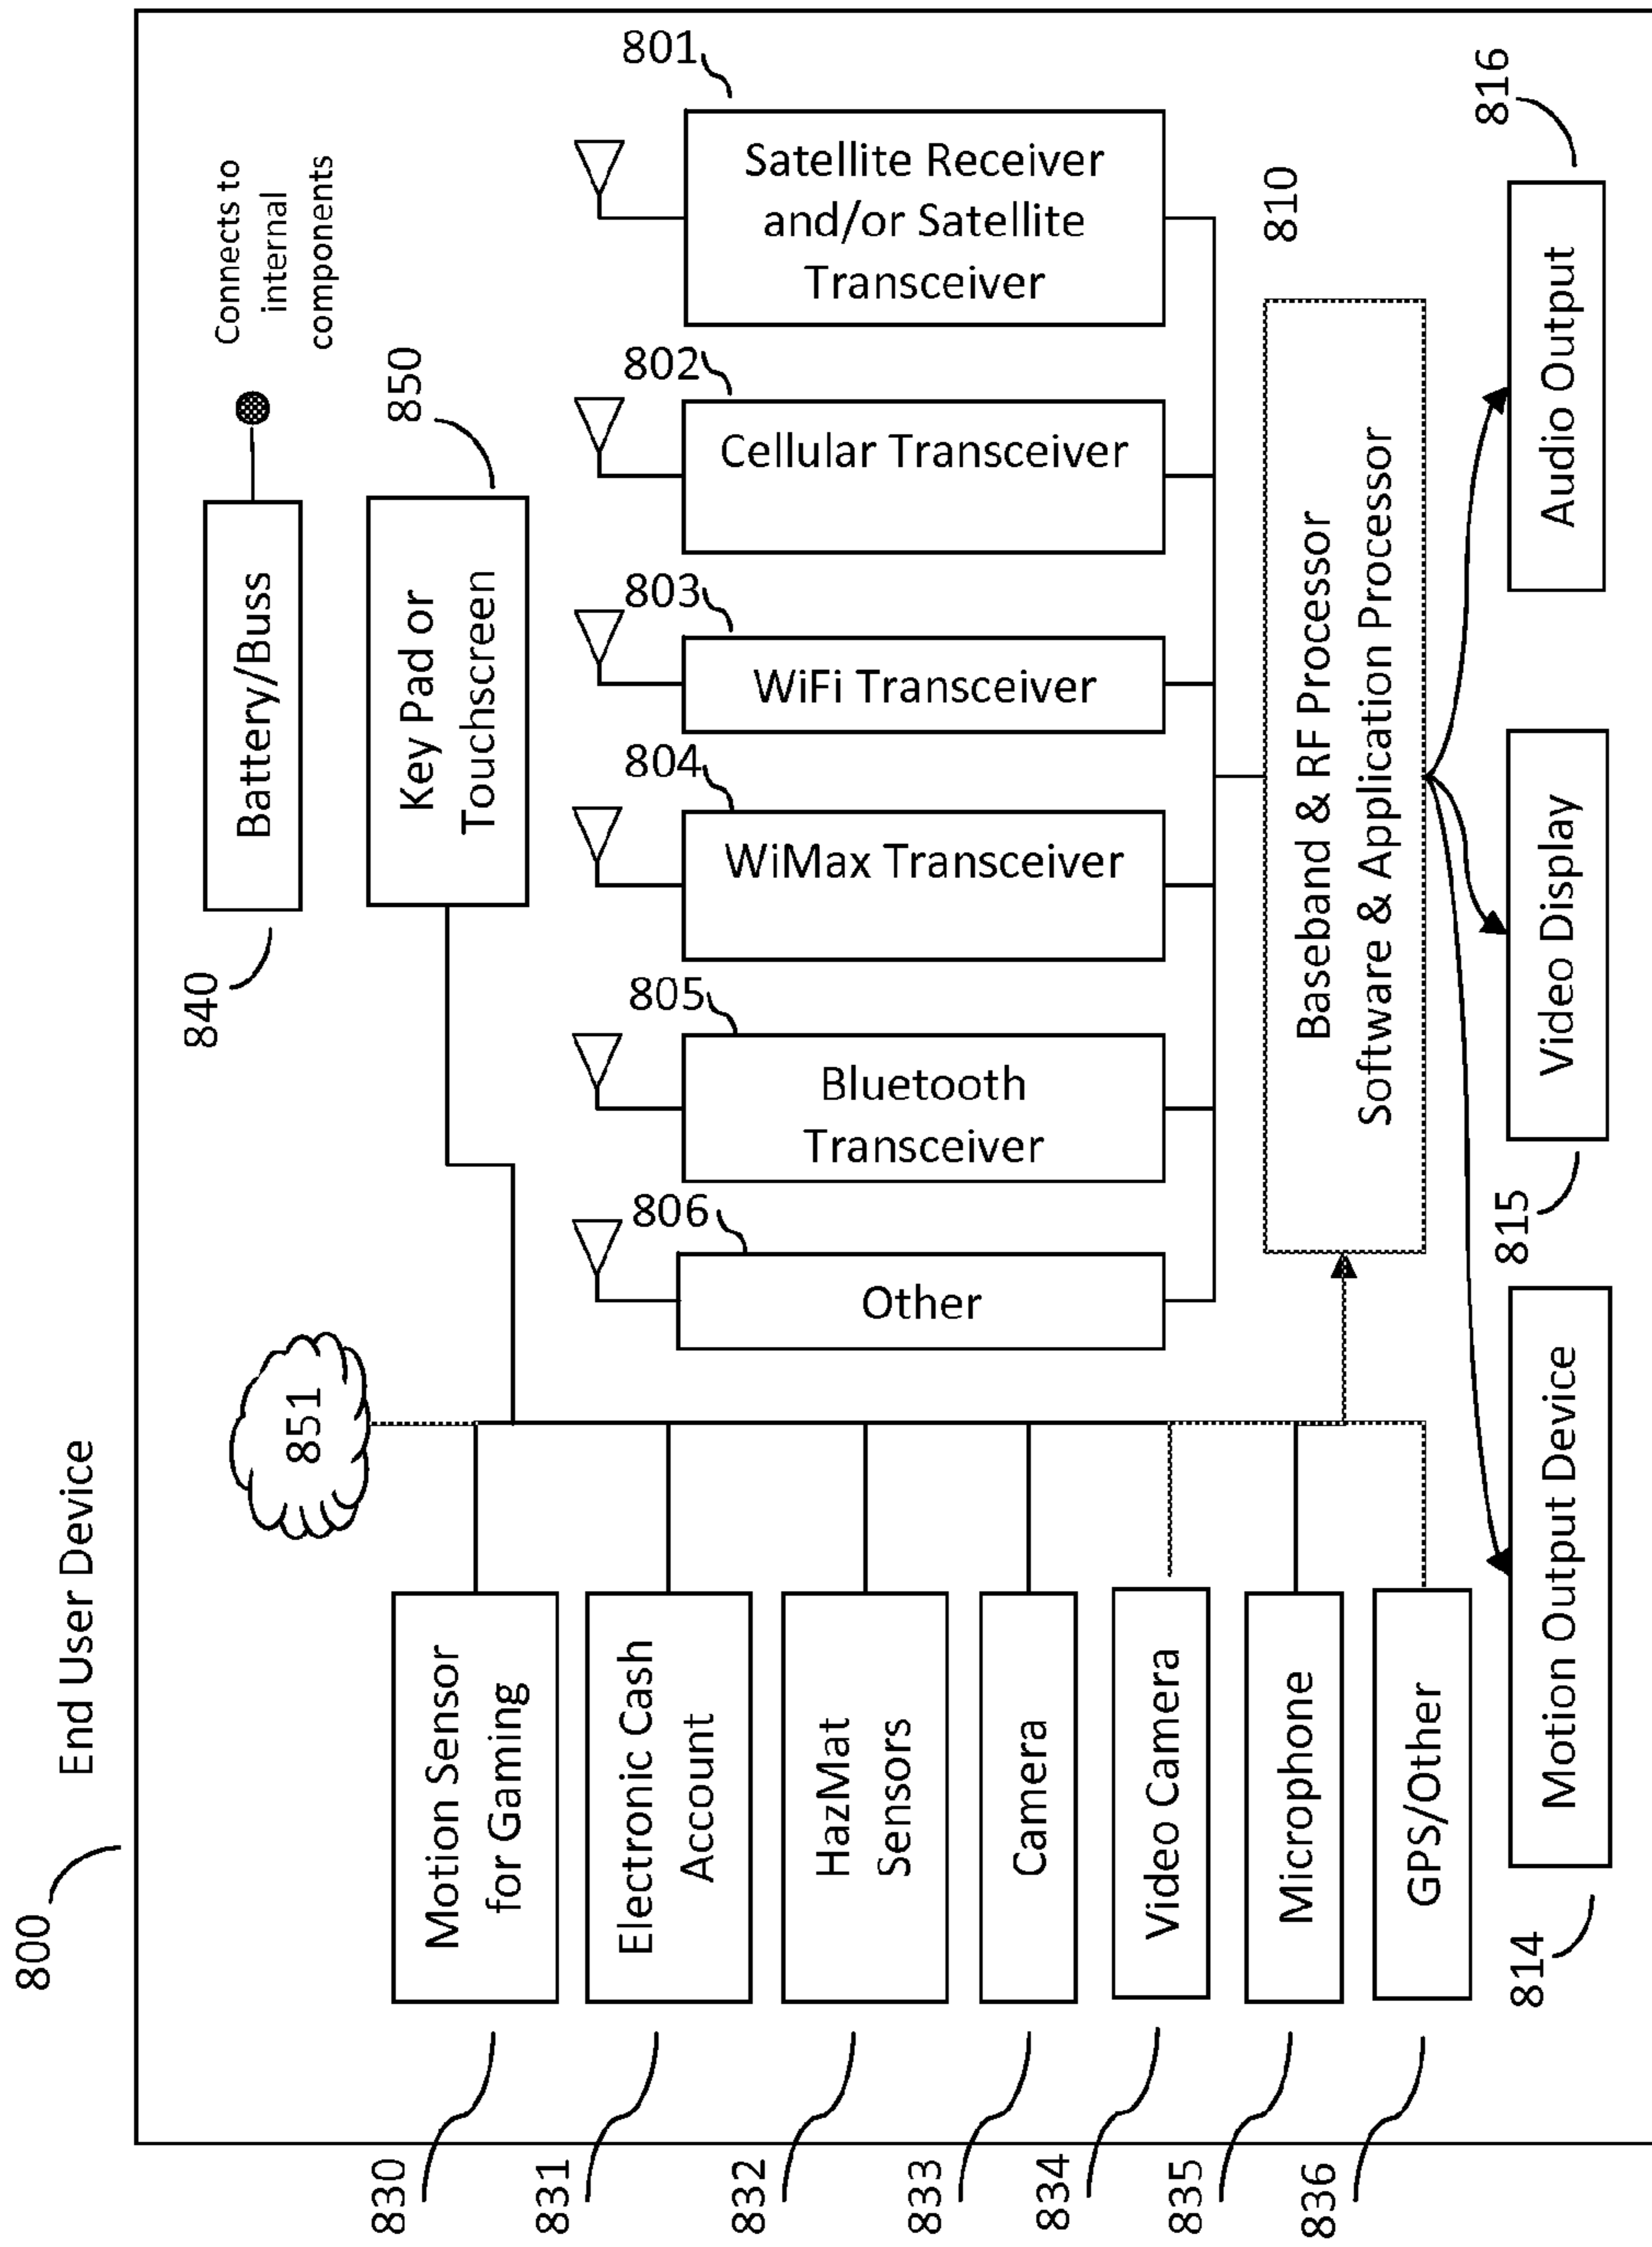 End User Device
800
851
840
Battery/Buss
Connects to
internal
components
Key Pad or
Touchscreen
850
801
Satellite Receiver
and/or Satellite
Transceiver
802
Cellular Transceiver
803
WiFi Transceiver
804
WiMax Transceiver
805
Bluetooth
Transceiver
806
Other
810
Baseband & RF Processor
Software & Application Processor
830
Motion Sensor
for Gaming
831
Electronic Cash
Account
832
HazMat
Sensors
833
Camera
834
Video Camera
835
Microphone
836
GPS/Other
814
Motion Output Device
815
Video Display
816
Audio Output